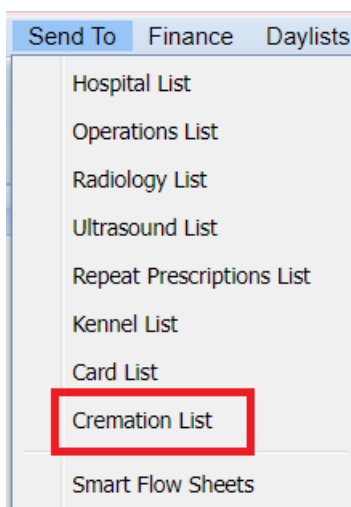 Send To Finance Daylists
Hospital List
Operations List
Radiology List
Ultrasound List
Repeat Prescriptions List
Kennel List
Card List
Cremation List
Smart Flow Sheets